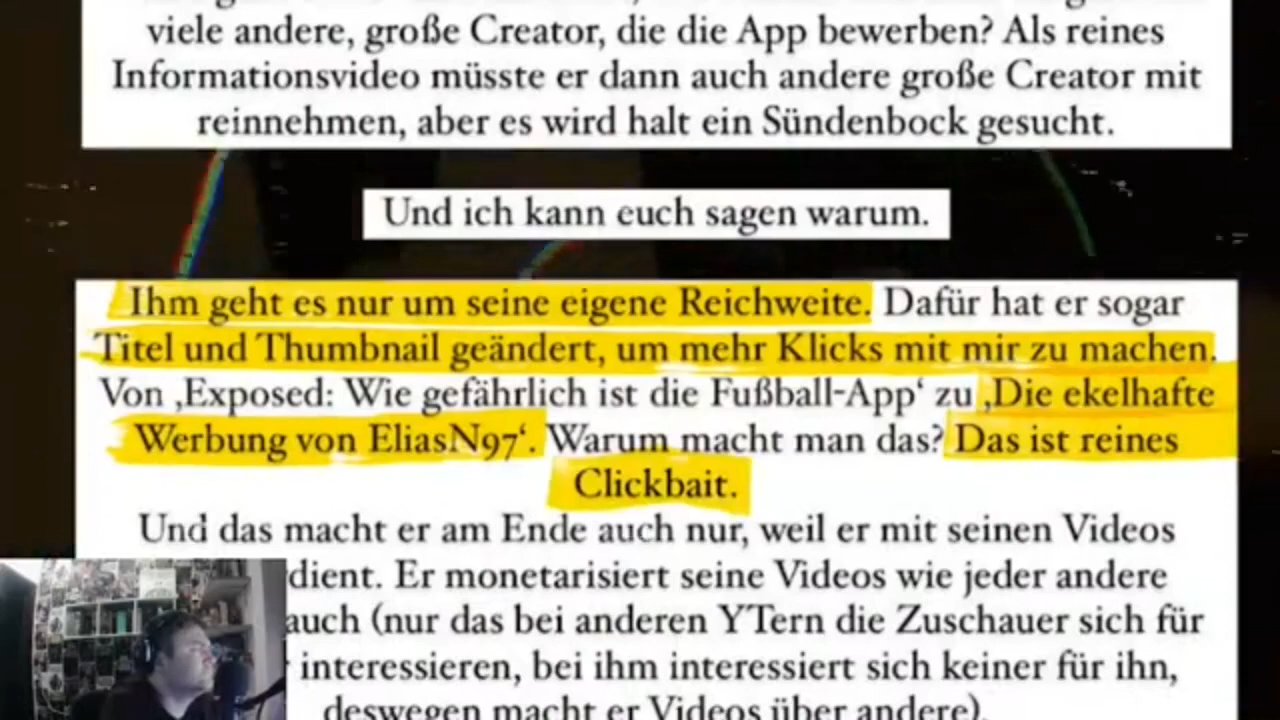 viele andere, große Creator, die die App bewerben? Als reines
Informationsvideo müsste er dann auch andere große Creator mit
reinnehmen, aber es wird halt ein Sündenbock gesucht.
Und ich kann euch sagen warum.
Ihm geht es nur um seine eigene Reichweite. Dafür hat er sogar
Titel und Thumbnail geändert, um mehr Klicks mit mir zu machen.
Von ‚Exposed: Wie gefährlich ist die Fußball-App‘ zu ‚Die ekelhafte
Werbung von EliasN97‘. Warum macht man das? Das ist reines
Clickbait.
Und das macht er am Ende auch nur, weil er mit seinen Videos
dient. Er monetarisiert seine Videos wie jeder andere
auch (nur das bei anderen YTern die Zuschauer sich für
interessieren, bei ihm interessiert sich keiner für ihn,
deswegen macht er Videos über andere).